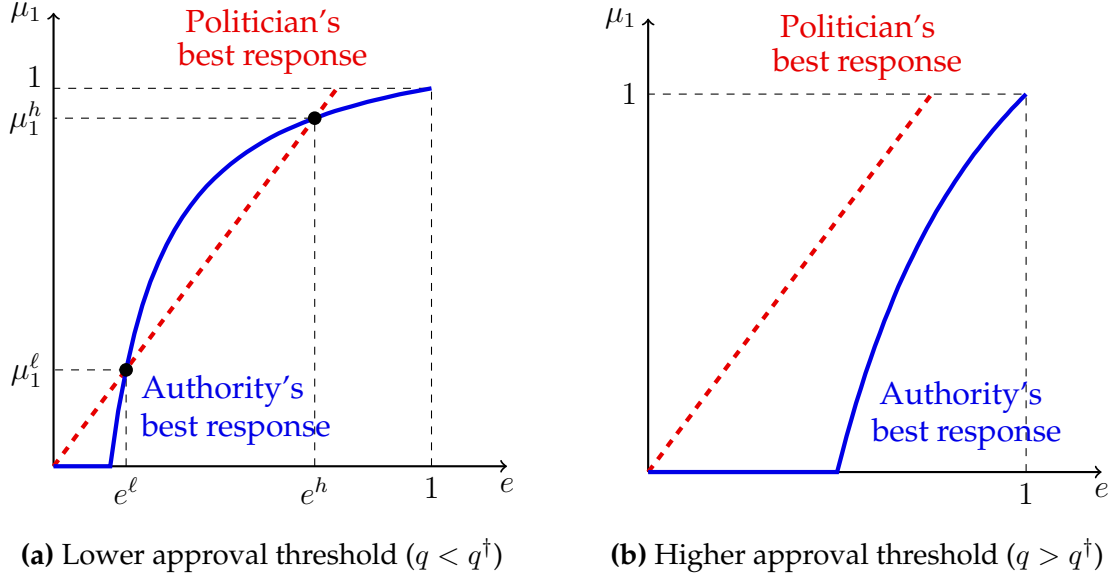 μ₁
Politician's
best response
1
μ₁ʰ
μ₁ˡ
Authority's
best response
eˡ
eʰ
1
e
(a) Lower approval threshold (q < q†)
μ₁
Politician's
best response
1
Authority's
best response
1
e
(b) Higher approval threshold (q > q†)